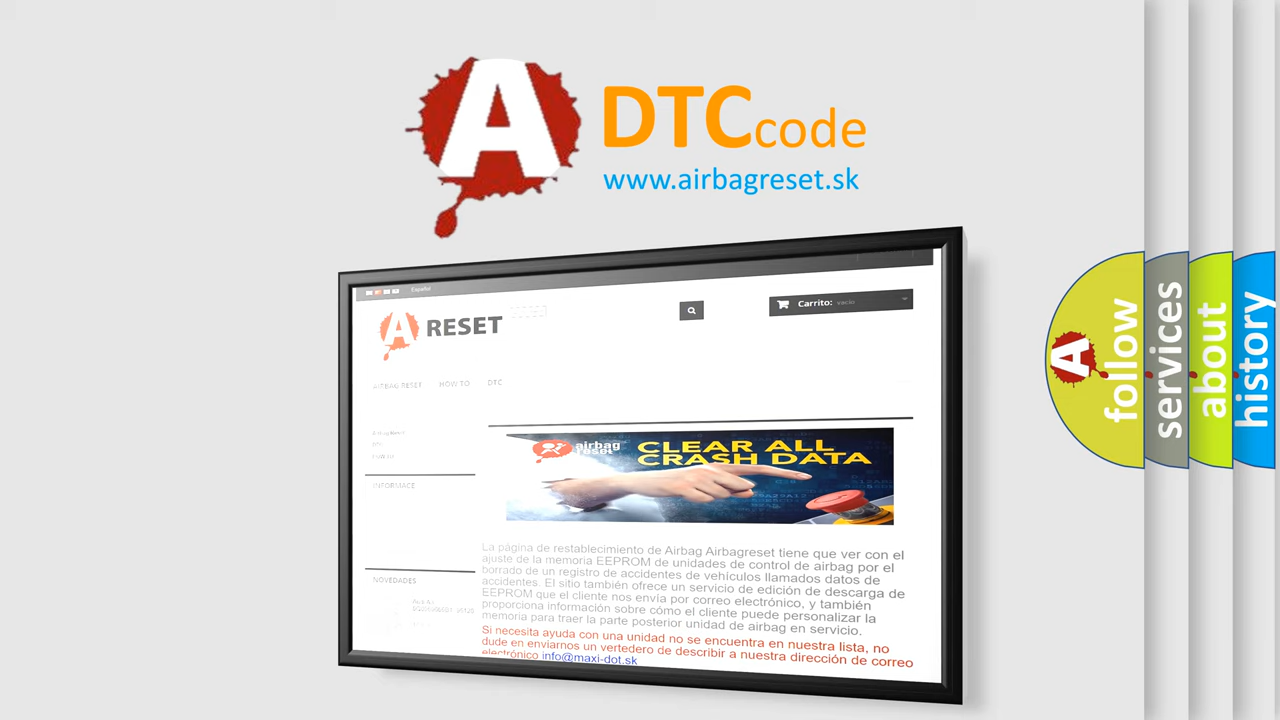 A DTC code
www.airbagreset.sk
Español
A RESET
Carrito: vacío
AIRBAG RESET HOW TO DTC
INFORMACE
NOVEDADES
airbag
reset
CLEAR ALL
CRASH DATA
La página de restablecimiento de Airbag Airbagreset tiene que ver con el
ajuste de la memoria EEPROM de unidades de control de airbag por el
borrado de un registro de accidentes de vehículos llamados datos de
accidentes. El sitio también ofrece un servicio de edición de descarga de
EEPROM que el cliente nos envía por correo electrónico, y también
proporciona información sobre cómo el cliente puede personalizar la
memoria para traer la parte posterior unidad de airbag en servicio.
Si necesita ayuda con una unidad no se encuentra en nuestra lista, no
dude en enviarnos un vertedero de describir a nuestra dirección de correo
electrónico info@maxi-dot.sk
A
follow
services
about
history